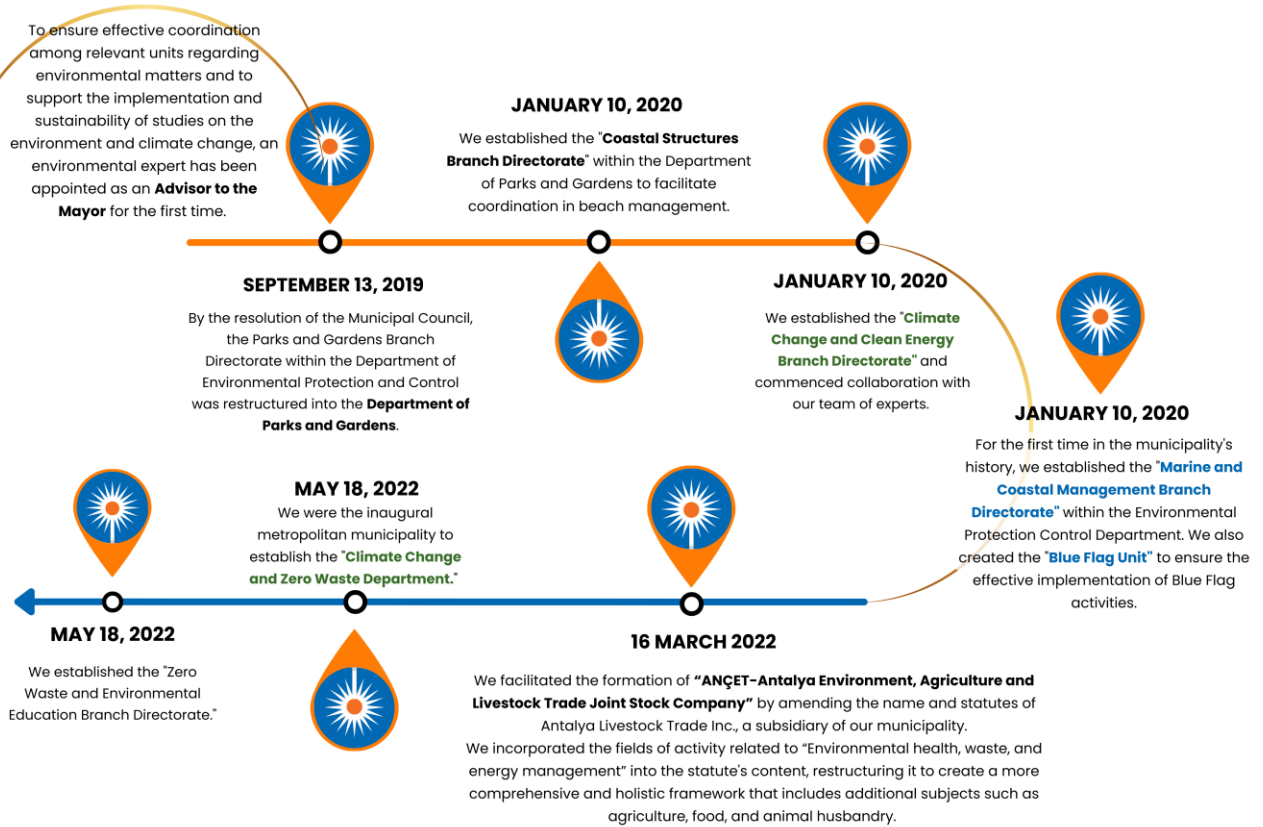 To ensure effective coordination
among relevant units regarding
environmental matters and to
support the implementation and
sustainability of studies on the
environment and climate change, an
environmental expert has been
appointed as an Advisor to the
Mayor for the first time.
SEPTEMBER 13, 2019
By the resolution of the Municipal Council,
the Parks and Gardens Branch
Directorate within the Department of
Environmental Protection and Control
was restructured into the Department of
Parks and Gardens.
JANUARY 10, 2020
We established the "Coastal Structures
Branch Directorate" within the Department
of Parks and Gardens to facilitate
coordination in beach management.
JANUARY 10, 2020
We established the "Climate
Change and Clean Energy
Branch Directorate" and
commenced collaboration with
our team of experts.
JANUARY 10, 2020
For the first time in the municipality's
history, we established the "Marine and
Coastal Management Branch
Directorate" within the Environmental
Protection Control Department. We also
created the "Blue Flag Unit" to ensure the
effective implementation of Blue Flag
activities.
16 MARCH 2022
We facilitated the formation of “ANÇET-Antalya Environment, Agriculture and
Livestock Trade Joint Stock Company” by amending the name and statutes of
Antalya Livestock Trade Inc., a subsidiary of our municipality.
We incorporated the fields of activity related to “Environmental health, waste, and
energy management” into the statute's content, restructuring it to create a more
comprehensive and holistic framework that includes additional subjects such as
agriculture, food, and animal husbandry.
MAY 18, 2022
We were the inaugural
metropolitan municipality to
establish the "Climate Change
and Zero Waste Department."
MAY 18, 2022
We established the "Zero
Waste and Environmental
Education Branch Directorate."